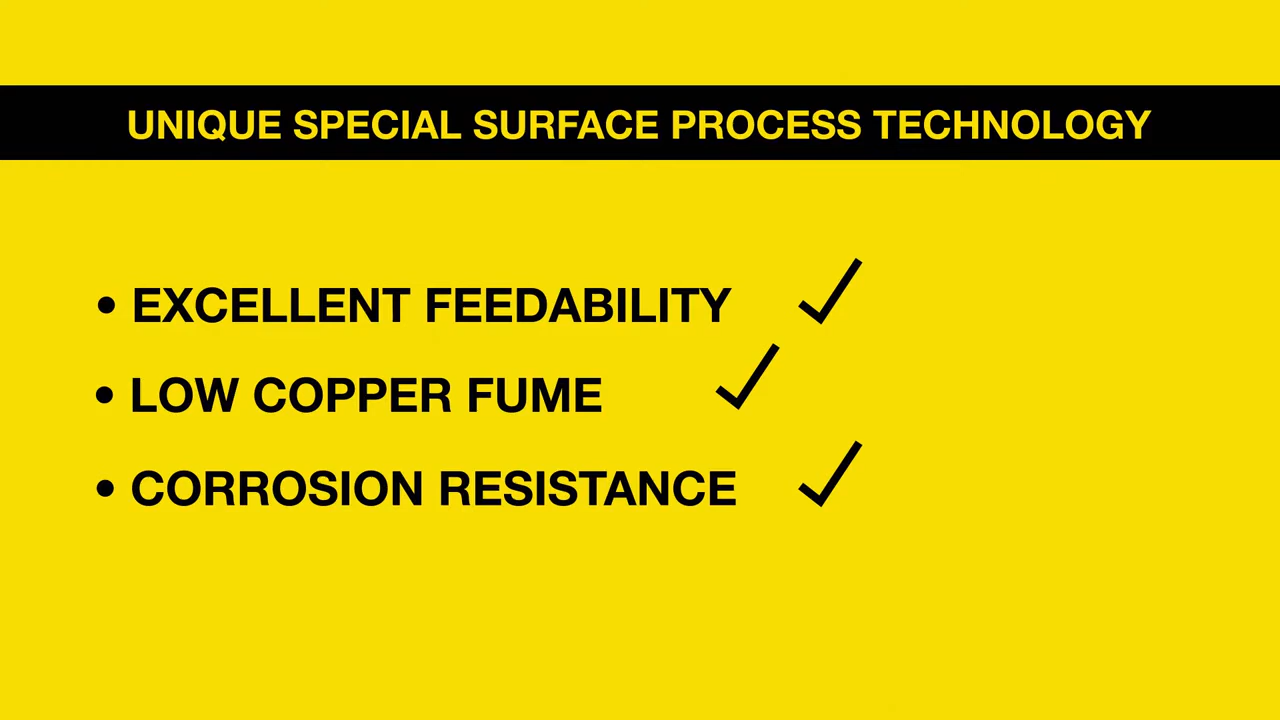 UNIQUE SPECIAL SURFACE PROCESS TECHNOLOGY
• EXCELLENT FEEDABILITY ✓
• LOW COPPER FUME ✓
• CORROSION RESISTANCE ✓